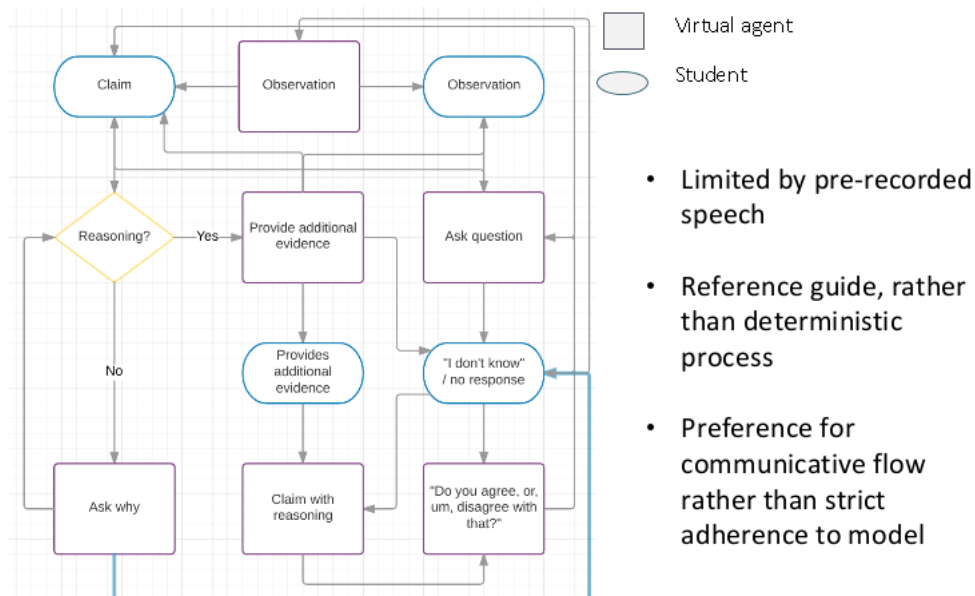 Claim
Observation
Observation
Reasoning?
Yes
Provide additional
evidence
Ask question
No
Provides
additional
evidence
"I don't know"
/ no response
Ask why
Claim with
reasoning
"Do you agree, or,
um, disagree with
that?"
Virtual agent
Student
• Limited by pre-recorded
speech
• Reference guide, rather
than deterministic
process
• Preference for
communicative flow
rather than strict
adherence to model